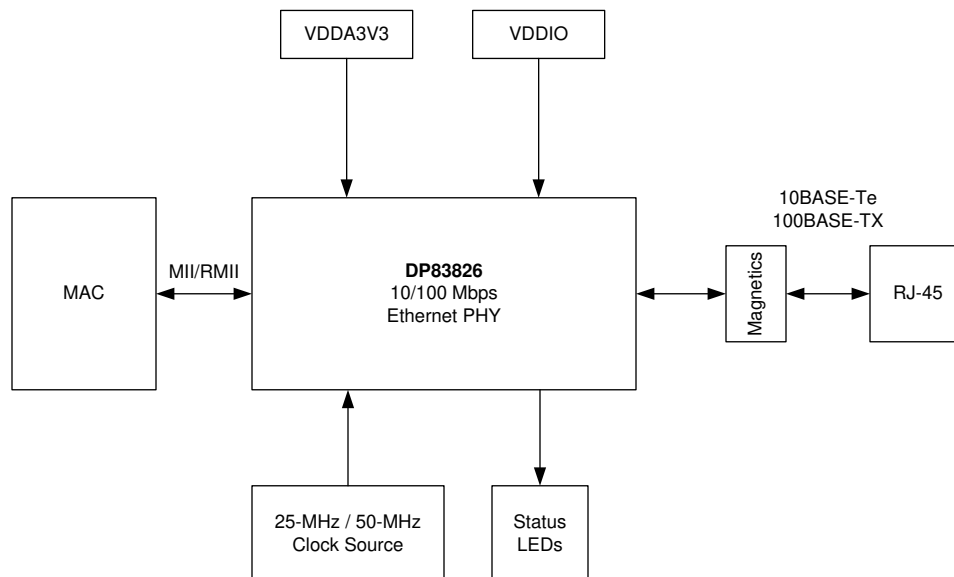 VDDA3V3
VDDIO
10BASE-Te
100BASE-TX
MAC
MII/RMII
DP83826
10/100 Mbps
Ethernet PHY
Magnetics
RJ-45
25-MHz / 50-MHz
Clock Source
Status
LEDs